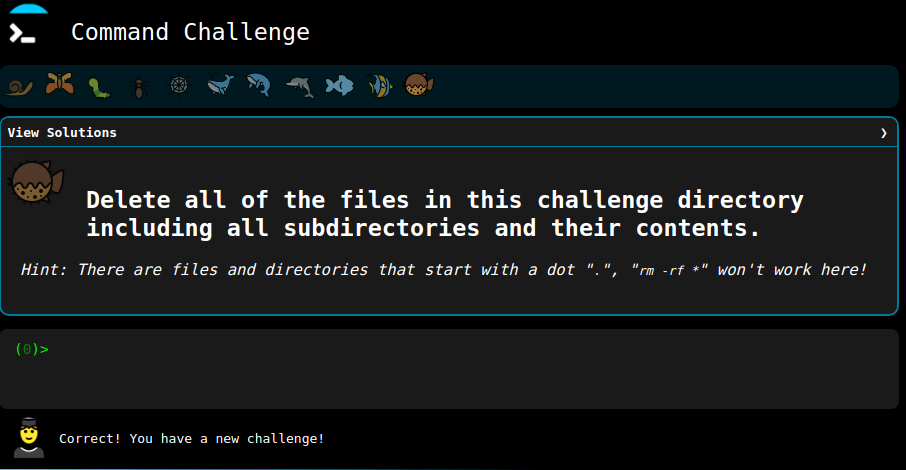 Command Challenge
View Solutions ❯
Delete all of the files in this challenge directory
including all subdirectories and their contents.
Hint: There are files and directories that start with a dot ".", "rm -rf *" won't work here!
(0)>
Correct! You have a new challenge!